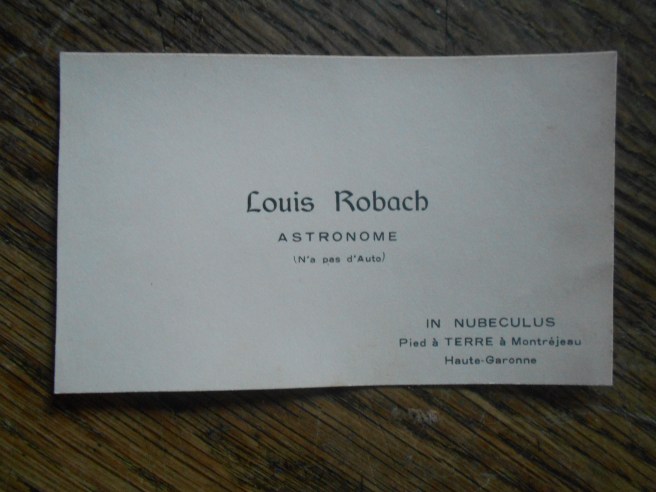 Louis Robach
ASTRONOME
(N'a pas d'Auto)
IN NUBECULUS
Pied à TERRE à Montréjeau
Haute-Garonne